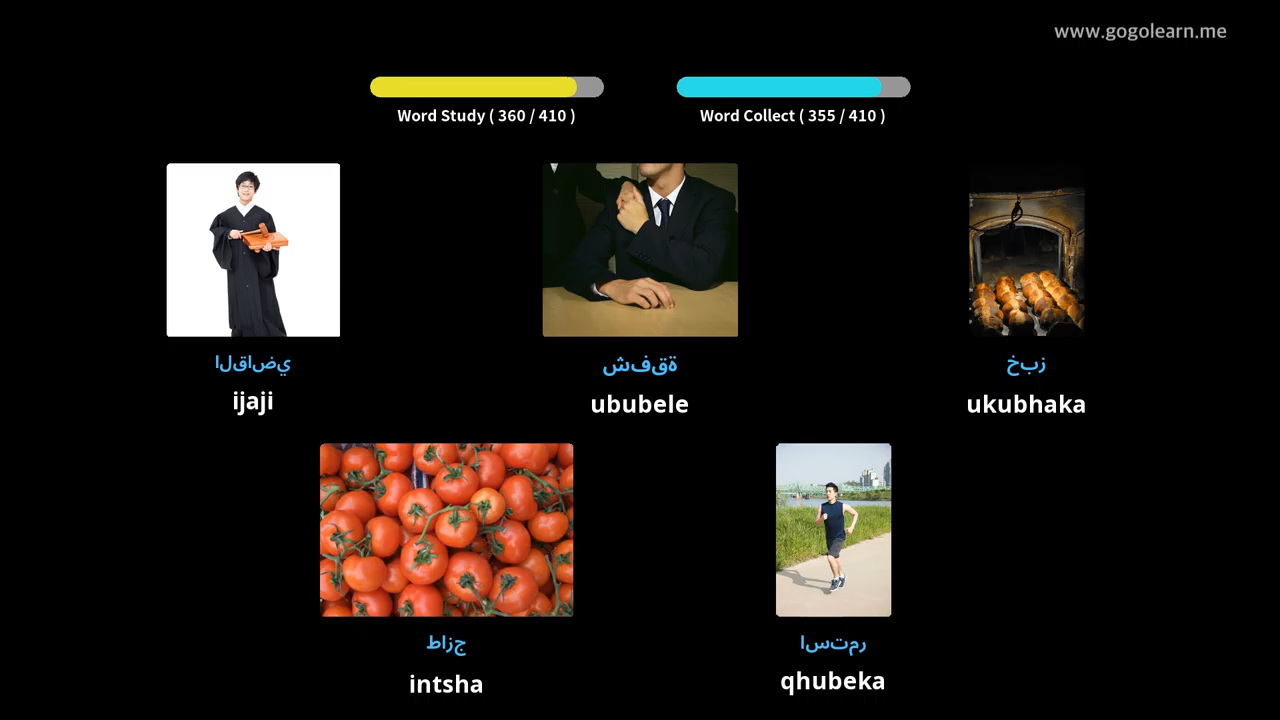 www.gogolearn.me
Word Study ( 360 / 410 )
Word Collect ( 355 / 410 )
القاضي
شفقة
خبز
ijaji
ububele
ukubhaka
طازج
استمر
intsha
qhubeka